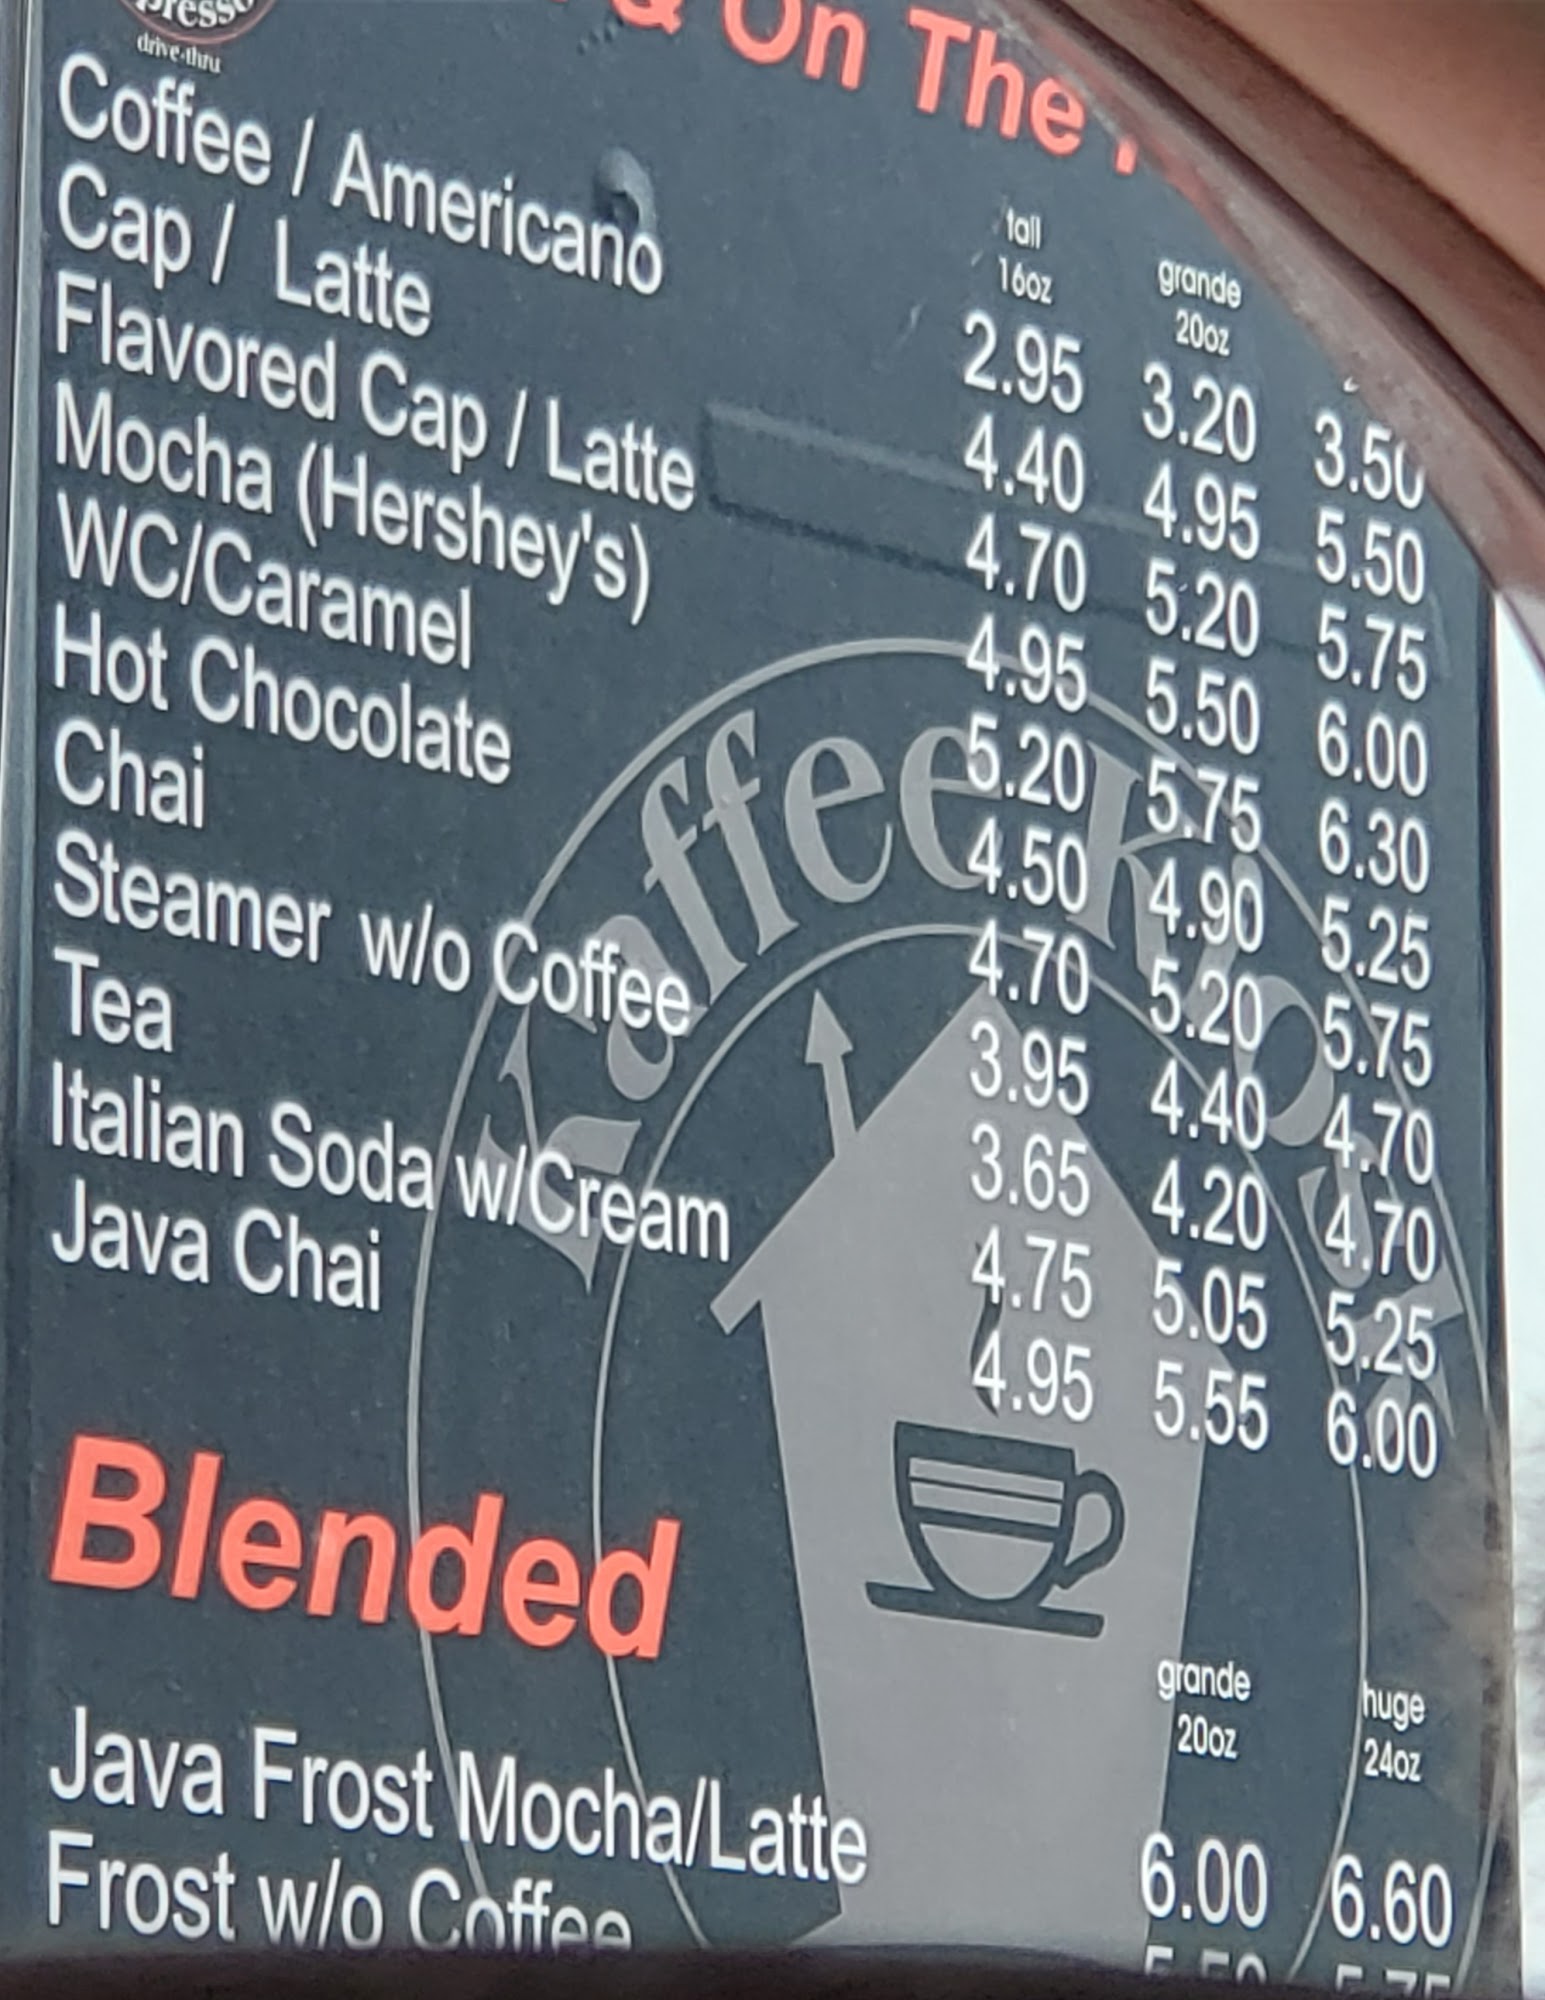 drive-thru
& On The
tall grande
16oz 20oz
Coffee / Americano 2.95 3.20 3.50
Cap / Latte 4.40 4.95 5.50
Flavored Cap / Latte 4.70 5.20 5.75
Mocha (Hershey's) 4.95 5.50 6.00
WC/Caramel 5.20 5.75 6.30
Hot Chocolate 4.50 4.90 5.25
Chai 4.70 5.20 5.75
Steamer w/o Coffee 3.95 4.40 4.70
Tea 3.65 4.20 4.70
Italian Soda w/Cream 4.75 5.05 5.25
Java Chai 4.95 5.55 6.00
Kaffee
Blended
grande huge
20oz 24oz
Java Frost Mocha/Latte 6.00 6.60
Frost w/o Coffee